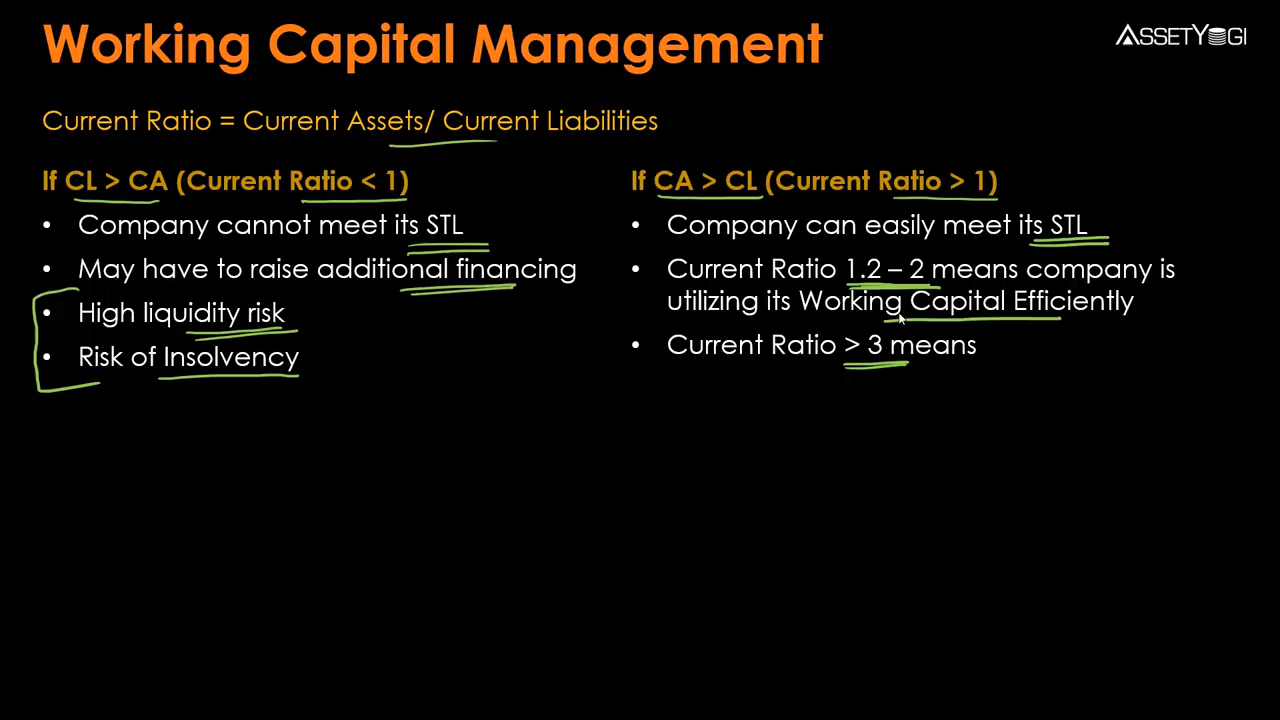 Working Capital Management
ASSETYOGI
Current Ratio = Current Assets/ Current Liabilities
If CL > CA (Current Ratio < 1)
• Company cannot meet its STL
• May have to raise additional financing
• High liquidity risk
• Risk of Insolvency
If CA > CL (Current Ratio > 1)
• Company can easily meet its STL
• Current Ratio 1.2 – 2 means company is
utilizing its Working Capital Efficiently
• Current Ratio > 3 means